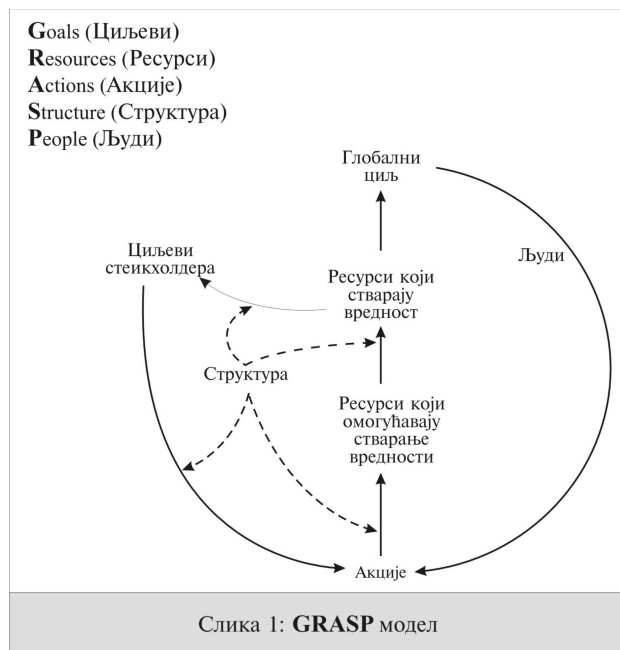 Goals (Циљеви)
Resources (Ресурси)
Actions (Акције)
Structure (Структура)
People (Људи)
Глобални
циљ
Људи
Циљеви
стеикхолдера
Ресурси који
стварају
вредност
Структура
Ресурси који
омогућавају
стварање
вредности
Акције
Слика 1: GRASP модел